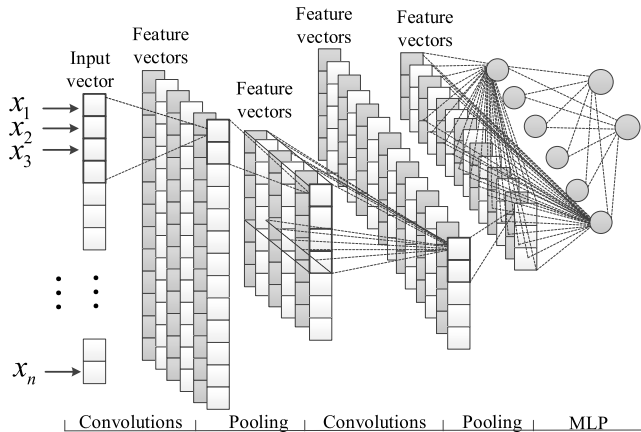 Feature
vectors
Feature
vectors
Feature
vectors
Input
vector
Feature
vectors
x1
x2
x3
xn
Convolutions Pooling Convolutions Pooling MLP